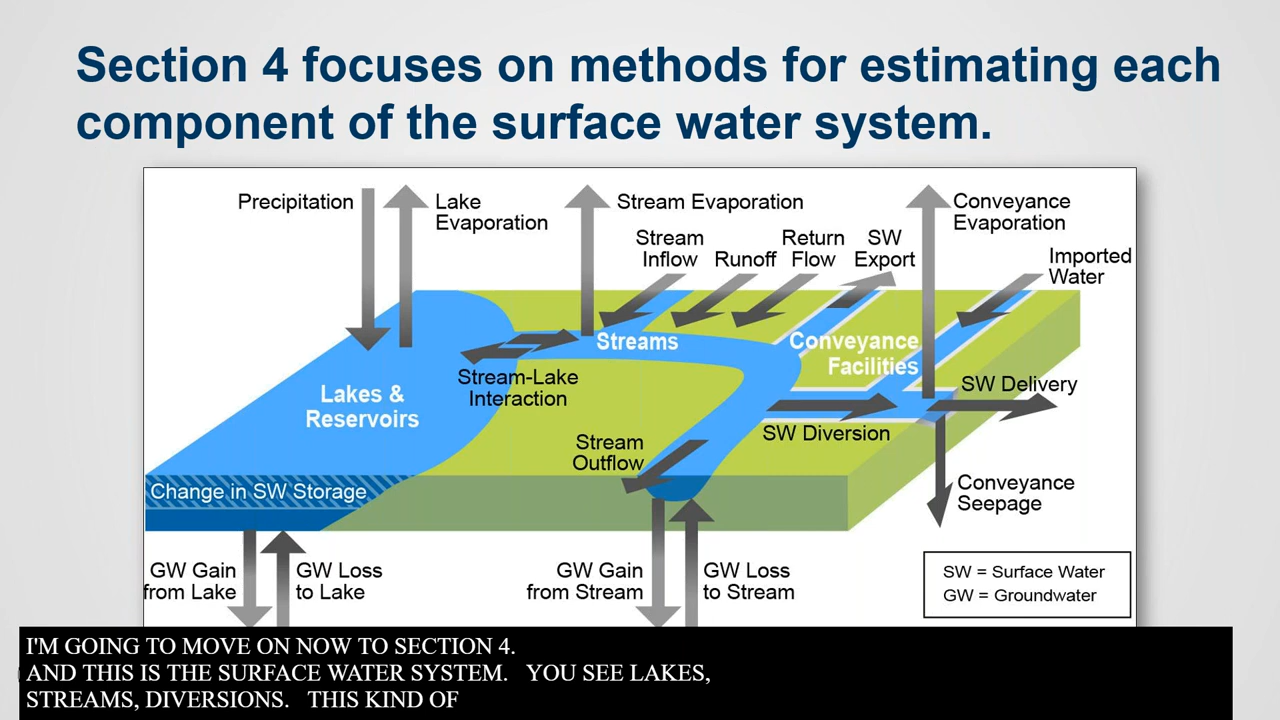 Section 4 focuses on methods for estimating each
component of the surface water system.
Precipitation
Lake
Evaporation
Stream Evaporation
Conveyance
Evaporation
Stream
Inflow
Runoff
Return
Flow
SW
Export
Imported
Water
Streams
Conveyance
Facilities
Stream-Lake
Interaction
Lakes &
Reservoirs
SW Delivery
SW Diversion
Stream
Outflow
Change in SW Storage
Conveyance
Seepage
GW Gain
from Lake
GW Loss
to Lake
GW Gain
from Stream
GW Loss
to Stream
SW = Surface Water
GW = Groundwater
I'M GOING TO MOVE ON NOW TO SECTION 4.
AND THIS IS THE SURFACE WATER SYSTEM. YOU SEE LAKES,
STREAMS, DIVERSIONS. THIS KIND OF